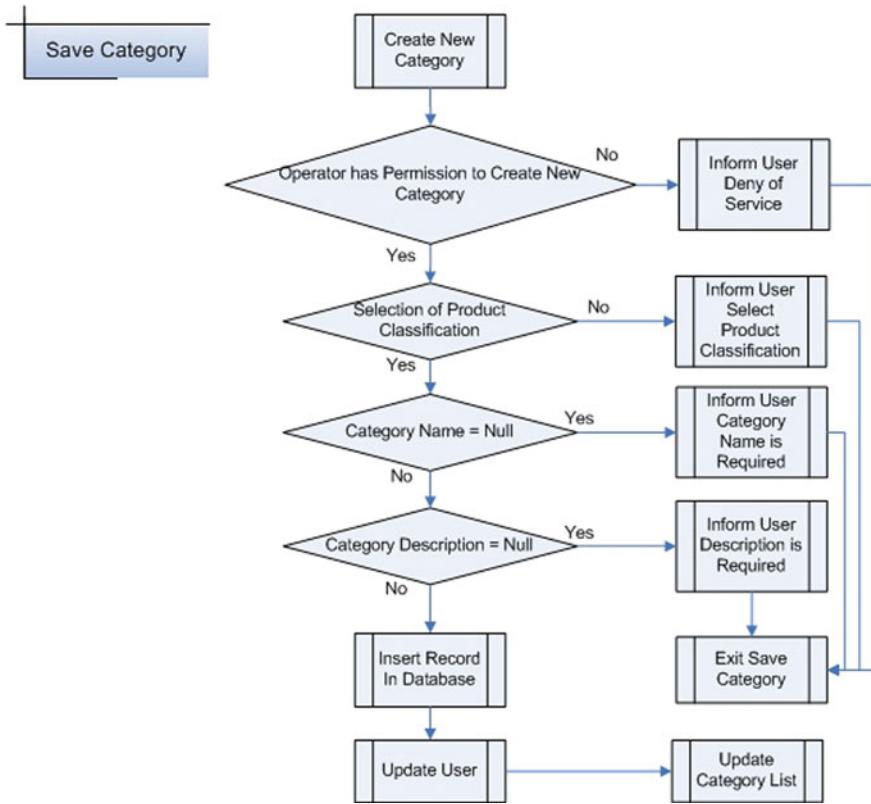 Save Category
Create New
Category
Operator has Permission to Create New
Category
No
Inform User
Deny of
Service
Yes
Selection of Product
Classification
No
Inform User
Select
Product
Classification
Yes
Category Name = Null
Yes
Inform User
Category
Name is
Required
No
Category Description = Null
Yes
Inform User
Description is
Required
No
Insert Record
In Database
Exit Save
Category
Update User
Update
Category List